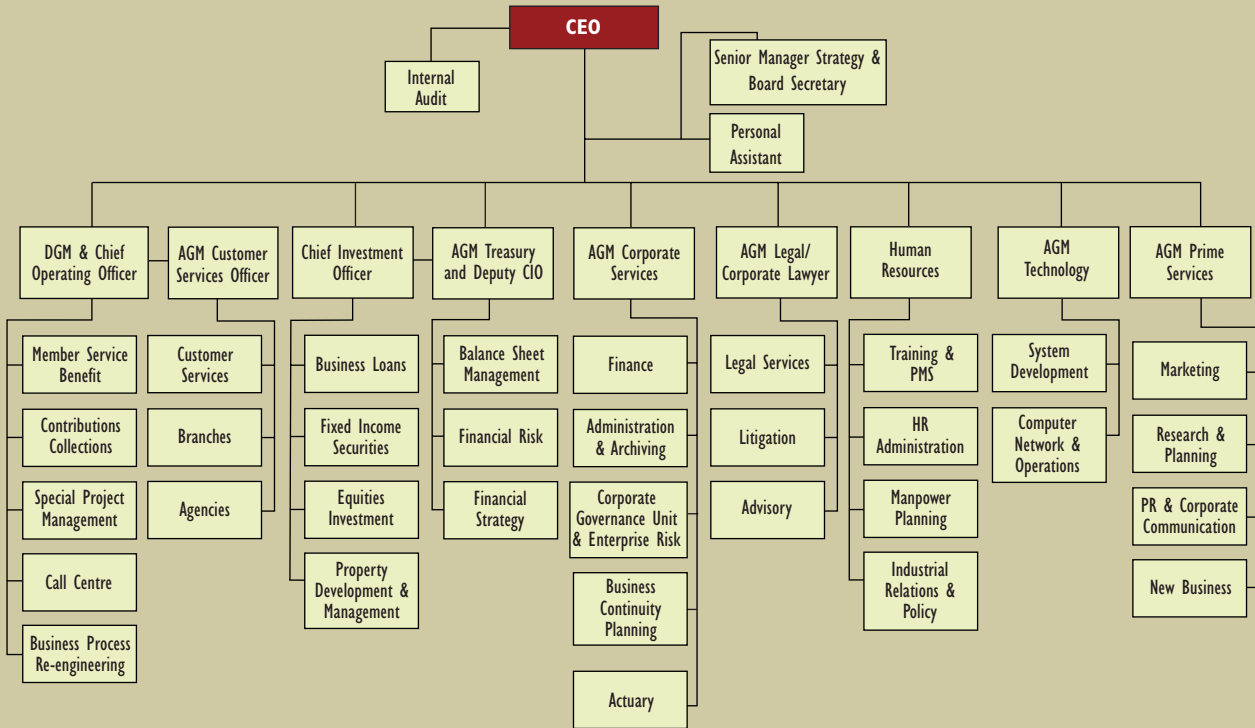 CEO
Internal
Audit
Senior Manager Strategy &
Board Secretary
Personal
Assistant
DGM & Chief
Operating Officer
AGM Customer
Services Officer
Chief Investment
Officer
AGM Treasury
and Deputy CIO
AGM Corporate
Services
AGM Legal/
Corporate Lawyer
Human
Resources
AGM
Technology
AGM Prime
Services
Member Service
Benefit
Contributions
Collections
Special Project
Management
Call Centre
Business Process
Re-engineering
Customer
Services
Branches
Agencies
Business Loans
Fixed Income
Securities
Equities
Investment
Property
Development &
Management
Balance Sheet
Management
Financial Risk
Financial
Strategy
Finance
Administration
& Archiving
Corporate
Governance Unit
& Enterprise Risk
Business
Continuity
Planning
Actuary
Legal Services
Litigation
Advisory
Training &
PMS
HR
Administration
Manpower
Planning
Industrial
Relations &
Policy
System
Development
Computer
Network &
Operations
Marketing
Research &
Planning
PR & Corporate
Communication
New Business